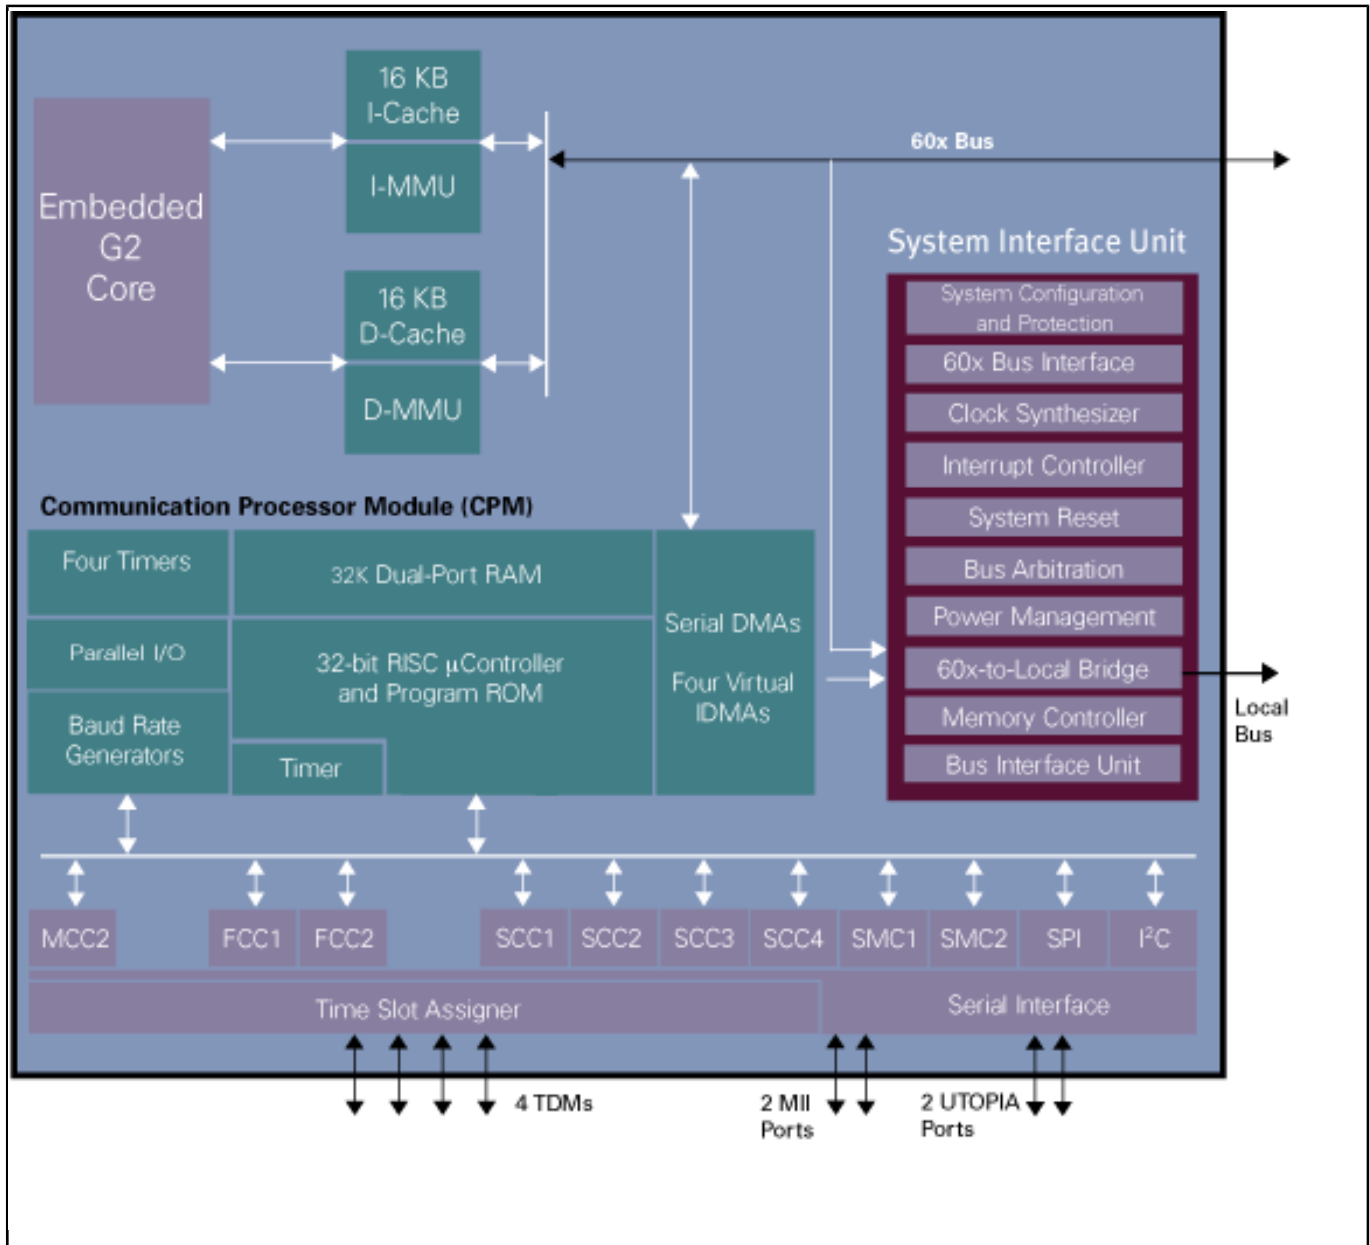 16 KB
I-Cache
I-MMU
Embedded
G2
Core
16 KB
D-Cache
D-MMU
60x Bus
System Interface Unit
System Configuration
and Protection
60x Bus Interface
Clock Synthesizer
Interrupt Controller
System Reset
Bus Arbitration
Power Management
60x-to-Local Bridge
Memory Controller
Bus Interface Unit
Local
Bus
Communication Processor Module (CPM)
Four Timers
Parallel I/O
Baud Rate
Generators
32K Dual-Port RAM
32-bit RISC µController
and Program ROM
Timer
Serial DMAs
Four Virtual
IDMAs
MCC2
FCC1
FCC2
SCC1
SCC2
SCC3
SCC4
SMC1
SMC2
SPI
I²C
Time Slot Assigner
Serial Interface
4 TDMs
2 MII
Ports
2 UTOPIA
Ports